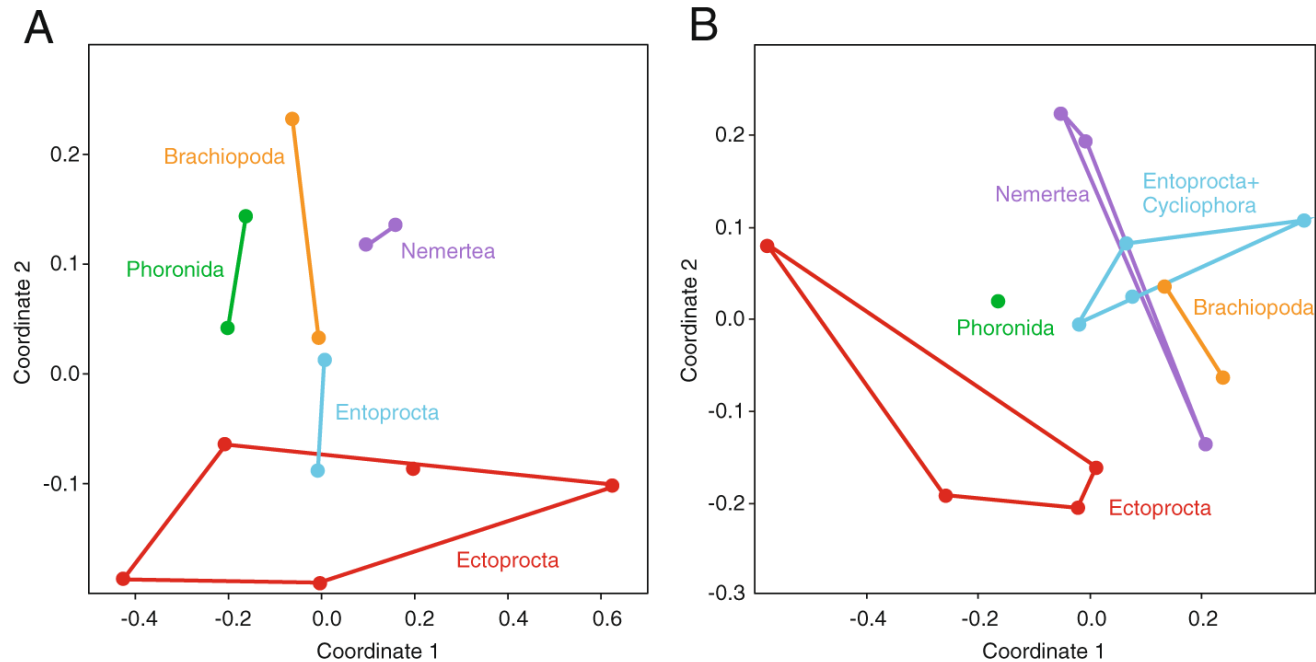 A
0.2
0.1
0.0
-0.1
-0.4
-0.2
0.0
0.2
0.4
0.6
Coordinate 1
Coordinate 2
Brachiopoda
Phoronida
Nemertea
Entoprocta
Ectoprocta
B
0.2
0.1
0.0
-0.1
-0.2
-0.3
-0.4
-0.2
0.0
0.2
Coordinate 1
Coordinate 2
Nemertea
Entoprocta+
Cycliophora
Phoronida
Brachiopoda
Ectoprocta